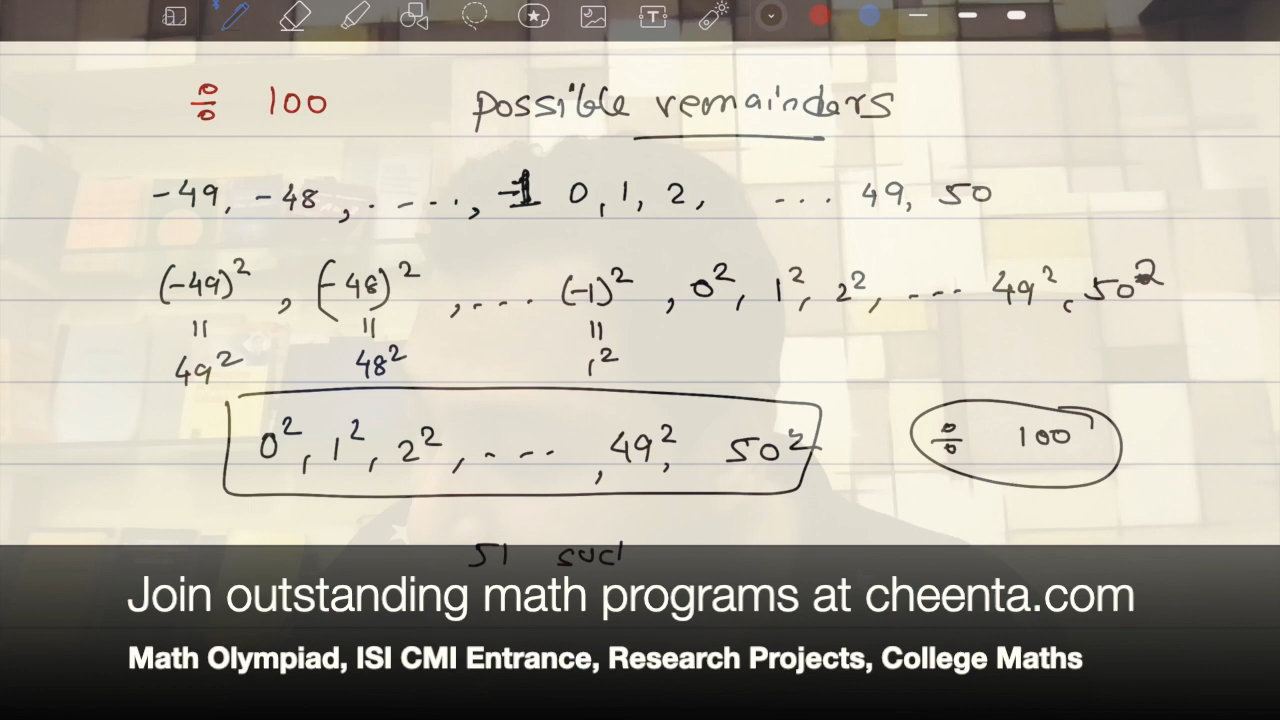 ÷ 100 possible remainders
-49, -48, ....., -1 0, 1, 2, ... 49, 50
(-49)², (-48)², .... (-1)², 0², 1², 2², ... 49², 50²
|| || ||
49² 48² 1²
0², 1², 2², ...., 49², 50² ÷ 100
51 such
Join outstanding math programs at cheenta.com
Math Olympiad, ISI CMI Entrance, Research Projects, College Maths